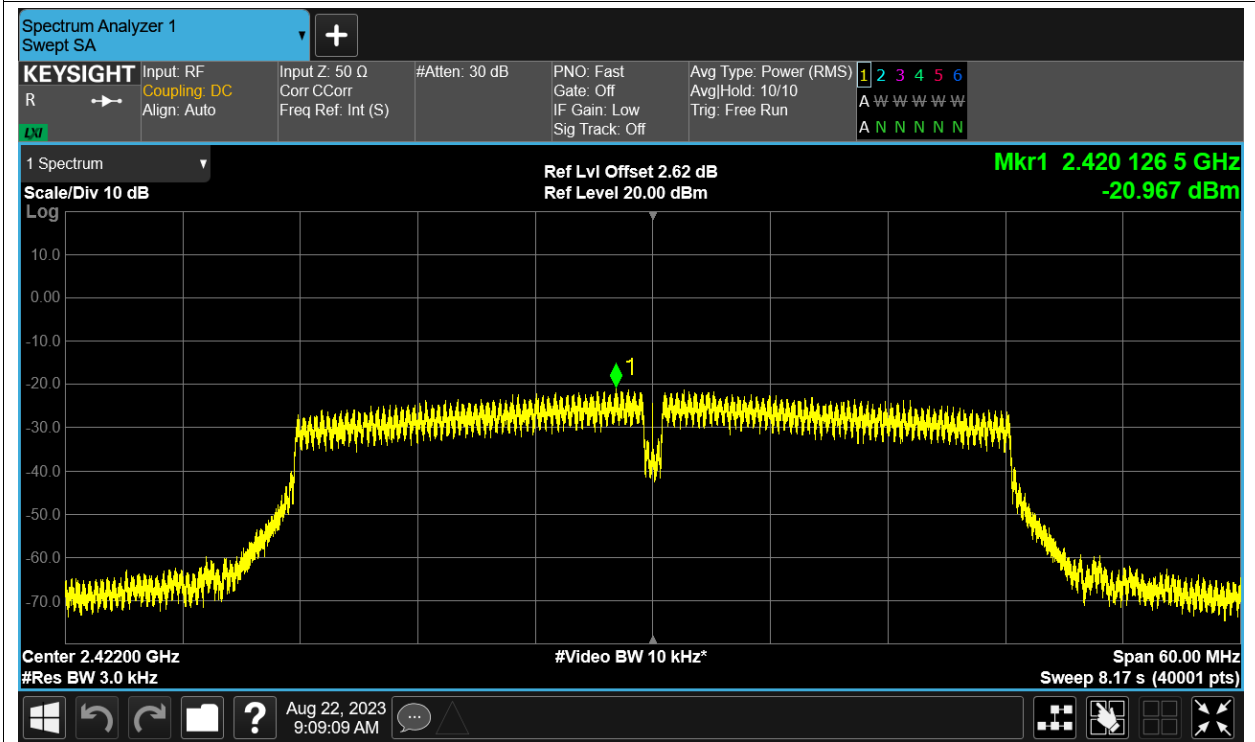 Spectrum Analyzer 1
Swept SA
+
KEYSIGHT
R
LXI
Input: RF
Coupling: DC
Align: Auto
Input Z: 50 Ω
Corr CCorr
Freq Ref: Int (S)
#Atten: 30 dB
PNO: Fast
Gate: Off
IF Gain: Low
Sig Track: Off
Avg Type: Power (RMS)
Avg|Hold: 10/10
Trig: Free Run
1 2 3 4 5 6
A W W W W W
A N N N N N
1 Spectrum
Scale/Div 10 dB
Log
Ref Lvl Offset 2.62 dB
Ref Level 20.00 dBm
Mkr1 2.420 126 5 GHz
-20.967 dBm
10.0
0.00
-10.0
1
-20.0
-30.0
-40.0
-50.0
-60.0
-70.0
Center 2.42200 GHz
#Res BW 3.0 kHz
#Video BW 10 kHz*
Span 60.00 MHz
Sweep 8.17 s (40001 pts)
?
Aug 22, 2023
9:09:09 AM